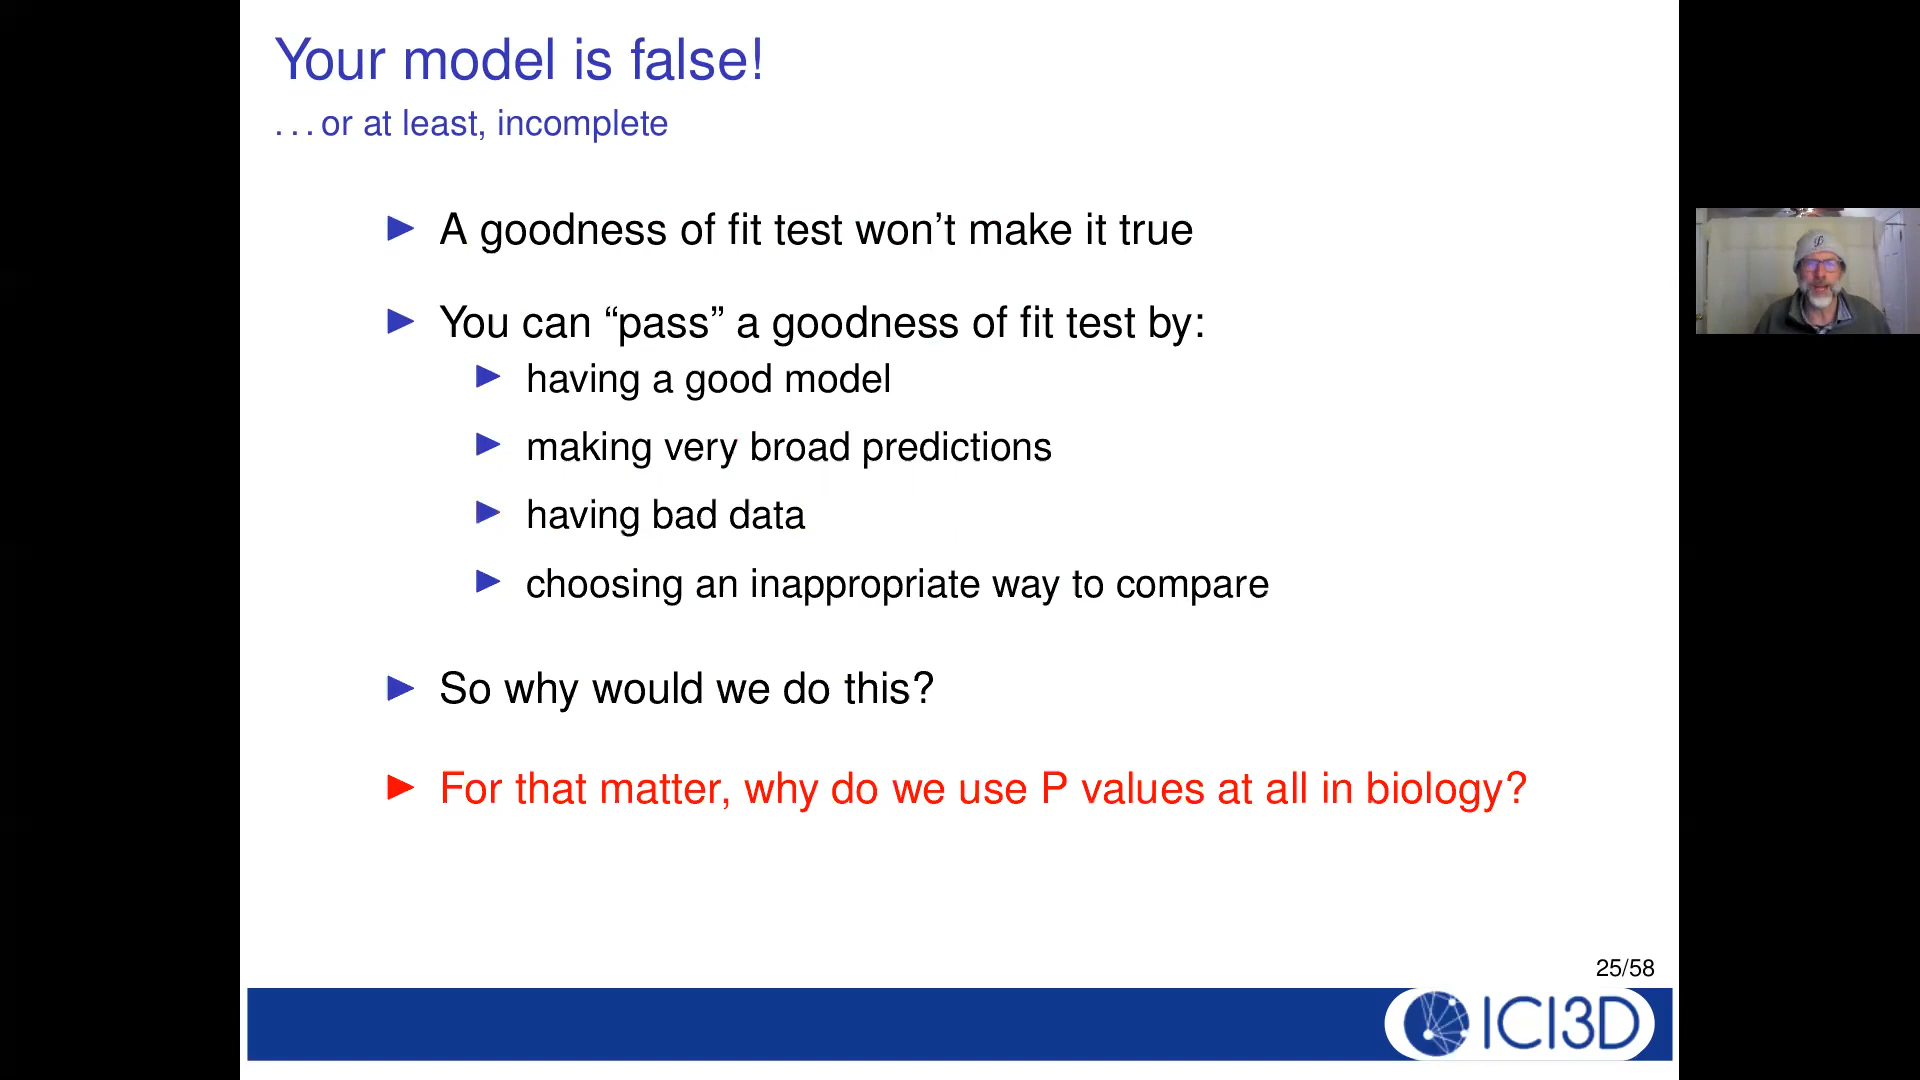 Your model is false!
. . . or at least, incomplete
A goodness of fit test won’t make it true
You can “pass” a goodness of fit test by:
having a good model
making very broad predictions
having bad data
choosing an inappropriate way to compare
So why would we do this?
For that matter, why do we use P values at all in biology?
25/58
ICI3D